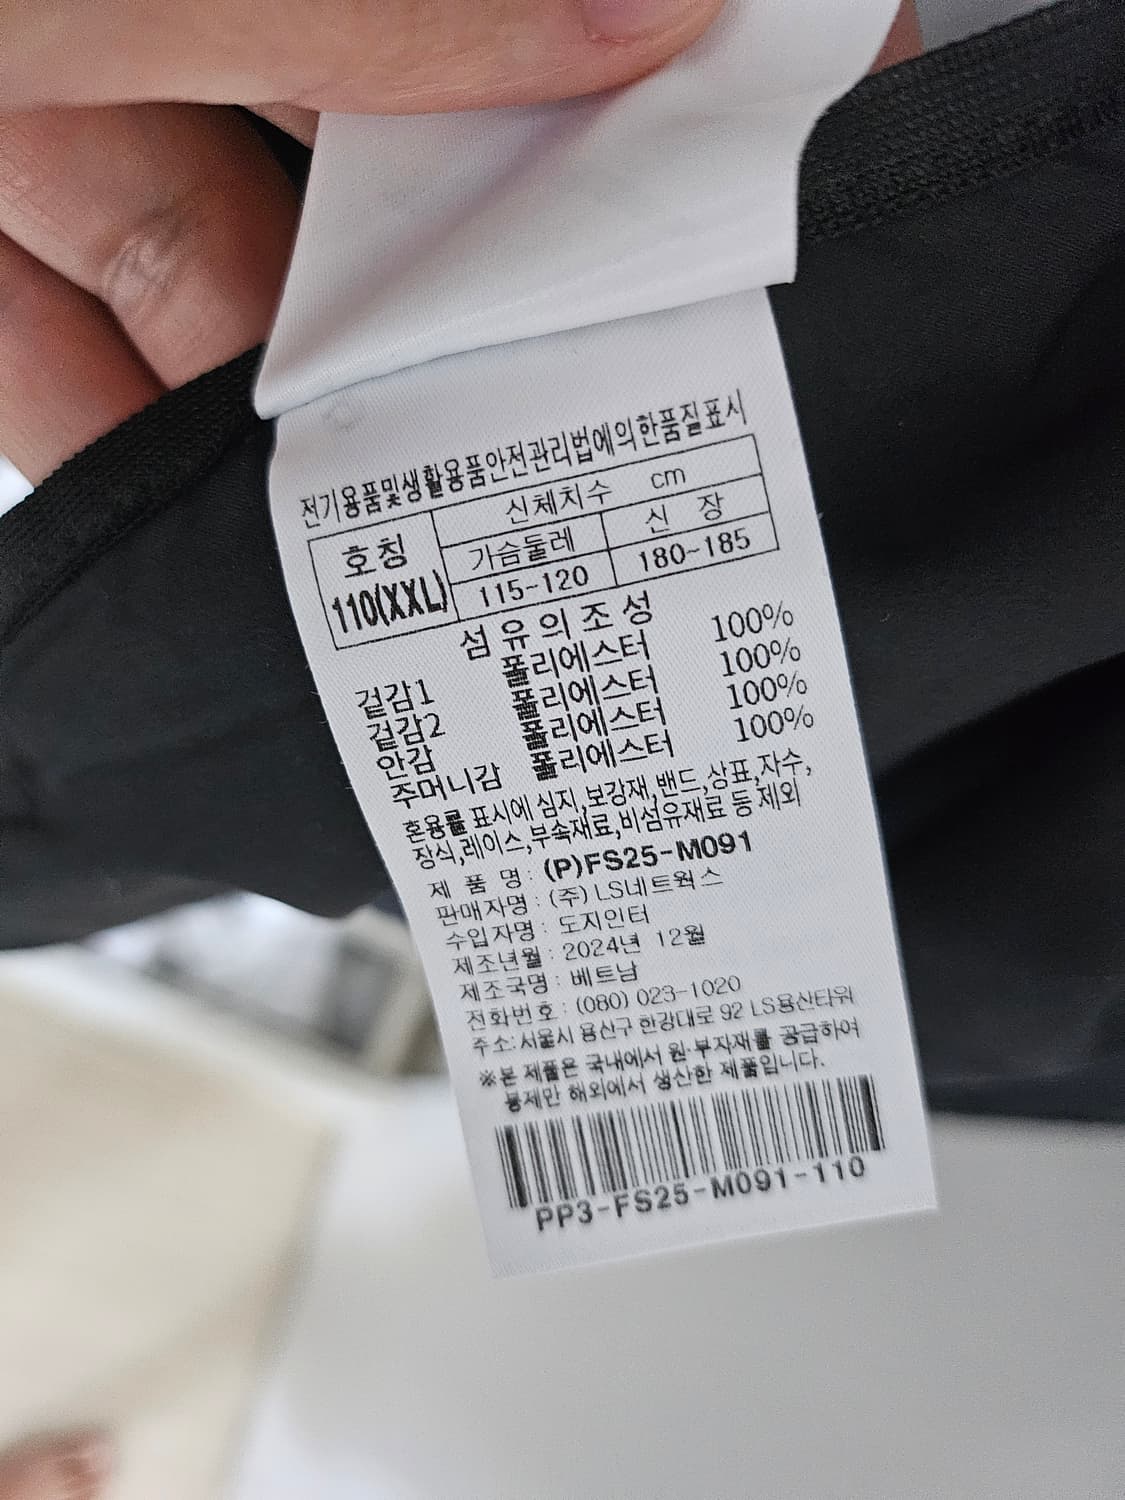 전기용품및생활용품안전관리법에의한품질표시
호칭 신체치수 cm
가슴둘레 신 장
110(XXL) 115-120 180-185
섬 유 의 조 성
겉감1 폴리에스터 100%
겉감2 폴리에스터 100%
안감 폴리에스터 100%
주머니감 폴리에스터 100%
혼용률 표시에 심지,보강재,밴드,상표,자수,
장식,레이스,부속재료,비섬유재료 등 제외
제 품 명 : (P)FS25-M091
판매자명 : (주) LS네트웍스
수입자명 : 도지인터
제조년월 : 2024년 12월
제조국명 : 베트남
전화번호 : (080) 023-1020
주소:서울시 용산구 한강대로 92 LS용산타워
※본 제품은 국내에서 원·부자재를 공급하여
봉제만 해외에서 생산한 제품입니다.
PP3-FS25-M091-110